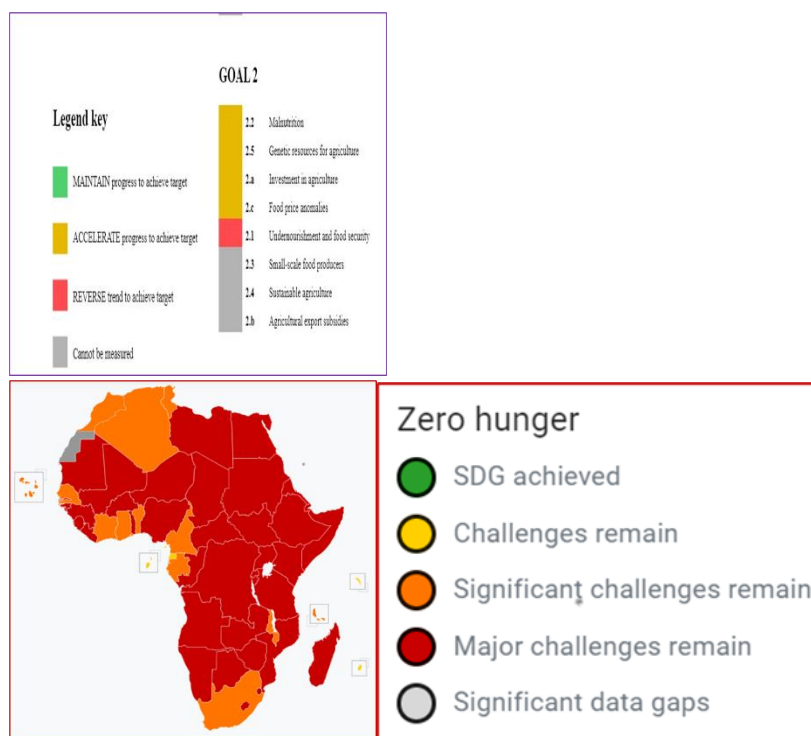 GOAL 2
Legend key
MAINTAIN progress to achieve target
ACCELERATE progress to achieve target
REVERSE trend to achieve target
Cannot be measured
2.2 Malnutrition
2.5 Genetic resources for agriculture
2.a Investment in agriculture
2.c Food price anomalies
2.1 Undernourishment and food security
2.3 Small-scale food producers
2.4 Sustainable agriculture
2.b Agricultural export subsidies
Zero hunger
SDG achieved
Challenges remain
Significant challenges remain
Major challenges remain
Significant data gaps